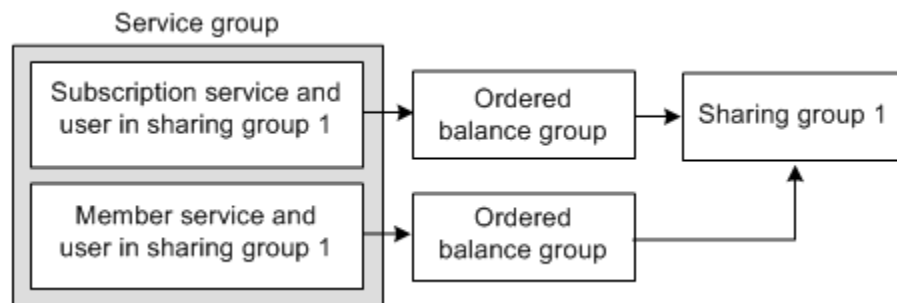 Service group
Subscription service and
user in sharing group 1
Ordered
balance group
Sharing group 1
Member service and
user in sharing group 1
Ordered
balance group